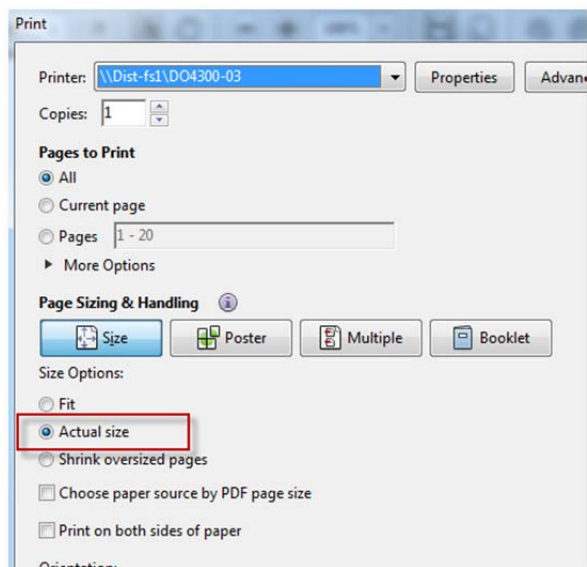 Print
Printer: \\Dist-fs1\DO4300-03 Properties
Copies: 1
Pages to Print
All
Current page
Pages 1 - 20
More Options
Page Sizing & Handling
Size Poster Multiple Booklet
Size Options:
Fit
Actual size
Shrink oversized pages
Choose paper source by PDF page size
Print on both sides of paper